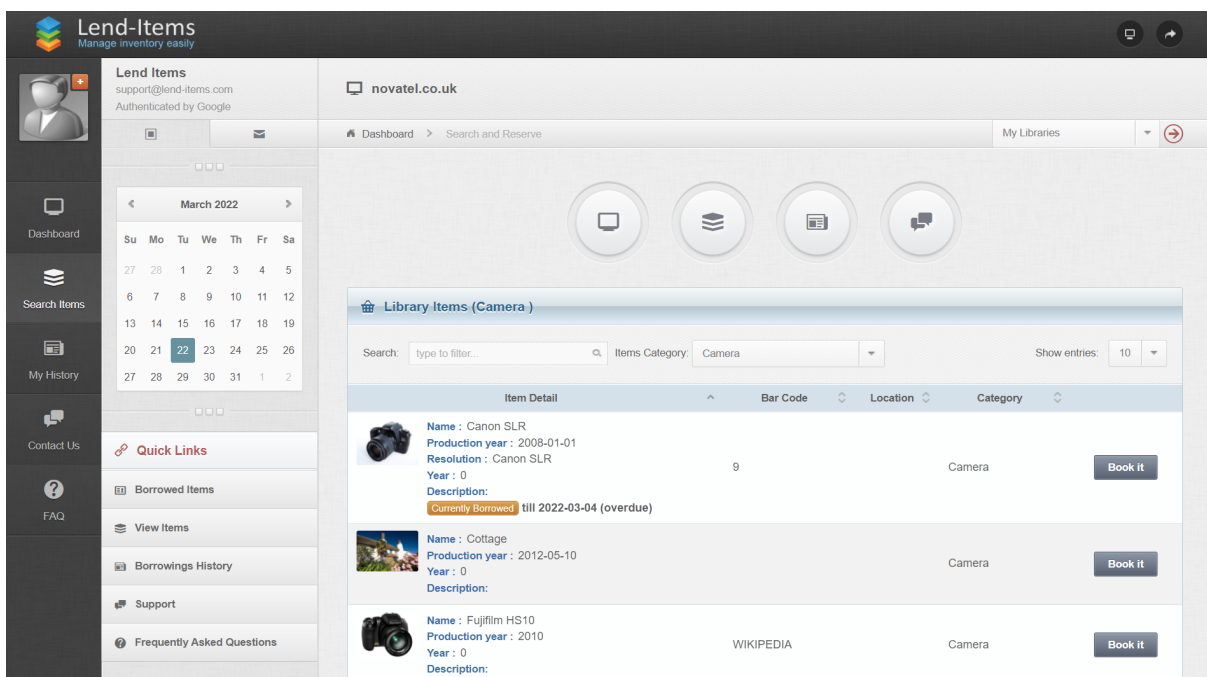 Lend-Items
Manage inventory easily
Lend Items
support@lend-items.com
Authenticated by Google
novatel.co.uk
Dashboard > Search and Reserve
My Libraries
March 2022
Su Mo Tu We Th Fr Sa
27 28 1 2 3 4 5
6 7 8 9 10 11 12
13 14 15 16 17 18 19
20 21 22 23 24 25 26
27 28 29 30 31 1 2
Dashboard
Search Items
My History
Contact Us
FAQ
Quick Links
Borrowed Items
View Items
Borrowings History
Support
Frequently Asked Questions
Library Items (Camera )
Search: type to filter... Items Category: Camera Show entries: 10
Item Detail Bar Code Location Category
Name : Canon SLR
Production year : 2008-01-01
Resolution : Canon SLR
Year : 0
Description:
Currently Borrowed till 2022-03-04 (overdue)
9 Camera Book it
Name : Cottage
Production year : 2012-05-10
Year : 0
Description:
Camera Book it
Name : Fujifilm HS10
Production year : 2010
Year : 0
Description:
WIKIPEDIA Camera Book it